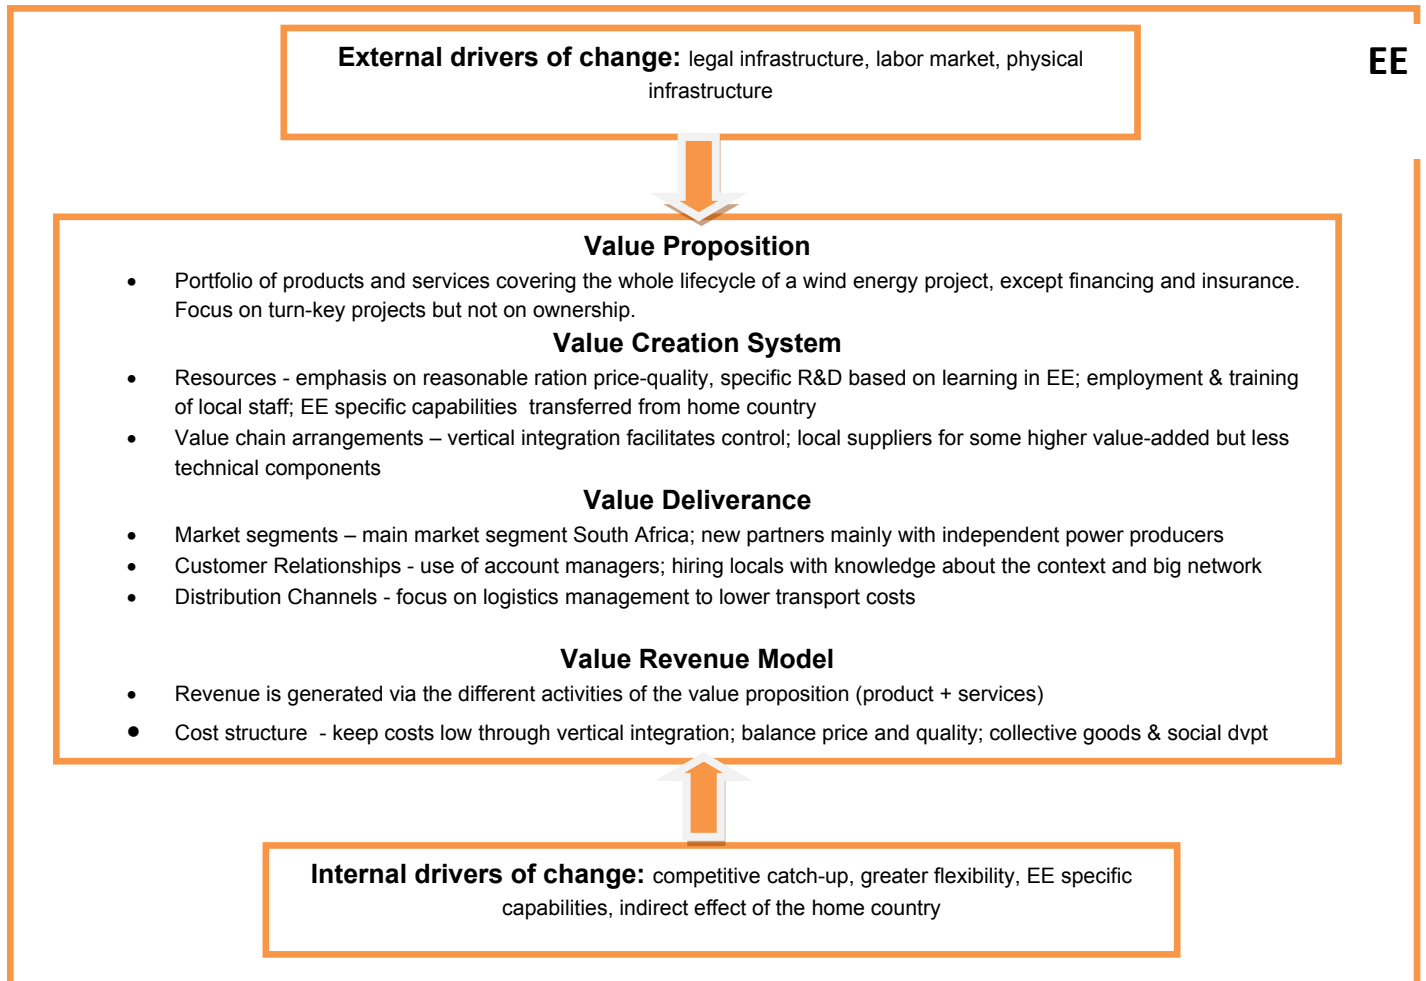 External drivers of change: legal infrastructure, labor market, physical
infrastructure
EE
Value Proposition
• Portfolio of products and services covering the whole lifecycle of a wind energy project, except financing and insurance.
Focus on turn-key projects but not on ownership.
Value Creation System
• Resources - emphasis on reasonable ration price-quality, specific R&D based on learning in EE; employment & training
of local staff; EE specific capabilities transferred from home country
• Value chain arrangements – vertical integration facilitates control; local suppliers for some higher value-added but less
technical components
Value Deliverance
• Market segments – main market segment South Africa; new partners mainly with independent power producers
• Customer Relationships - use of account managers; hiring locals with knowledge about the context and big network
• Distribution Channels - focus on logistics management to lower transport costs
Value Revenue Model
• Revenue is generated via the different activities of the value proposition (product + services)
• Cost structure - keep costs low through vertical integration; balance price and quality; collective goods & social dvpt
Internal drivers of change: competitive catch-up, greater flexibility, EE specific
capabilities, indirect effect of the home country